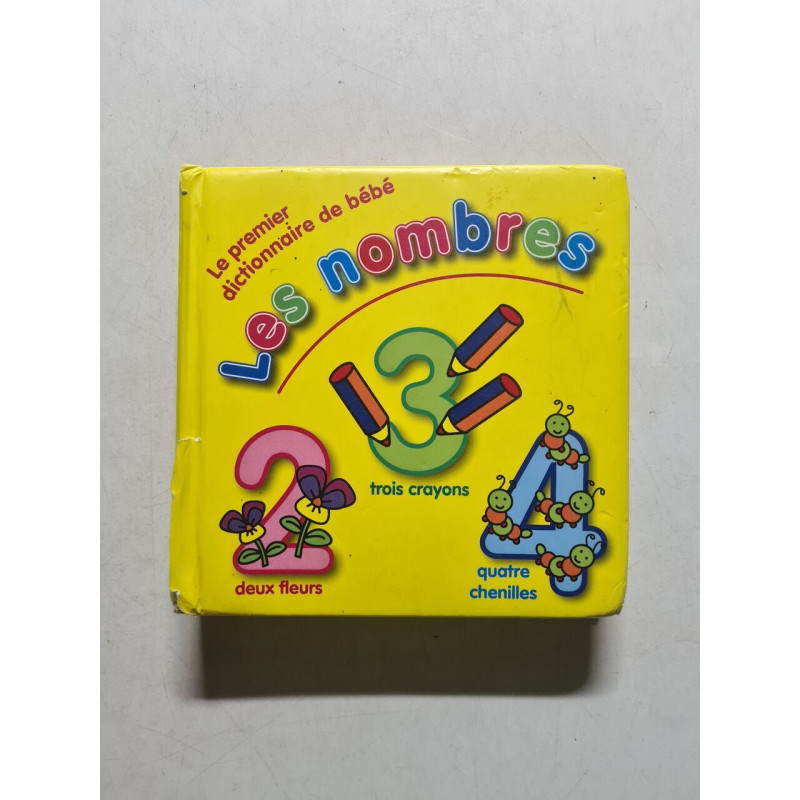 Le premier
dictionnaire de bébé
Les nombres
3
trois crayons
2
deux fleurs
4
quatre
chenilles